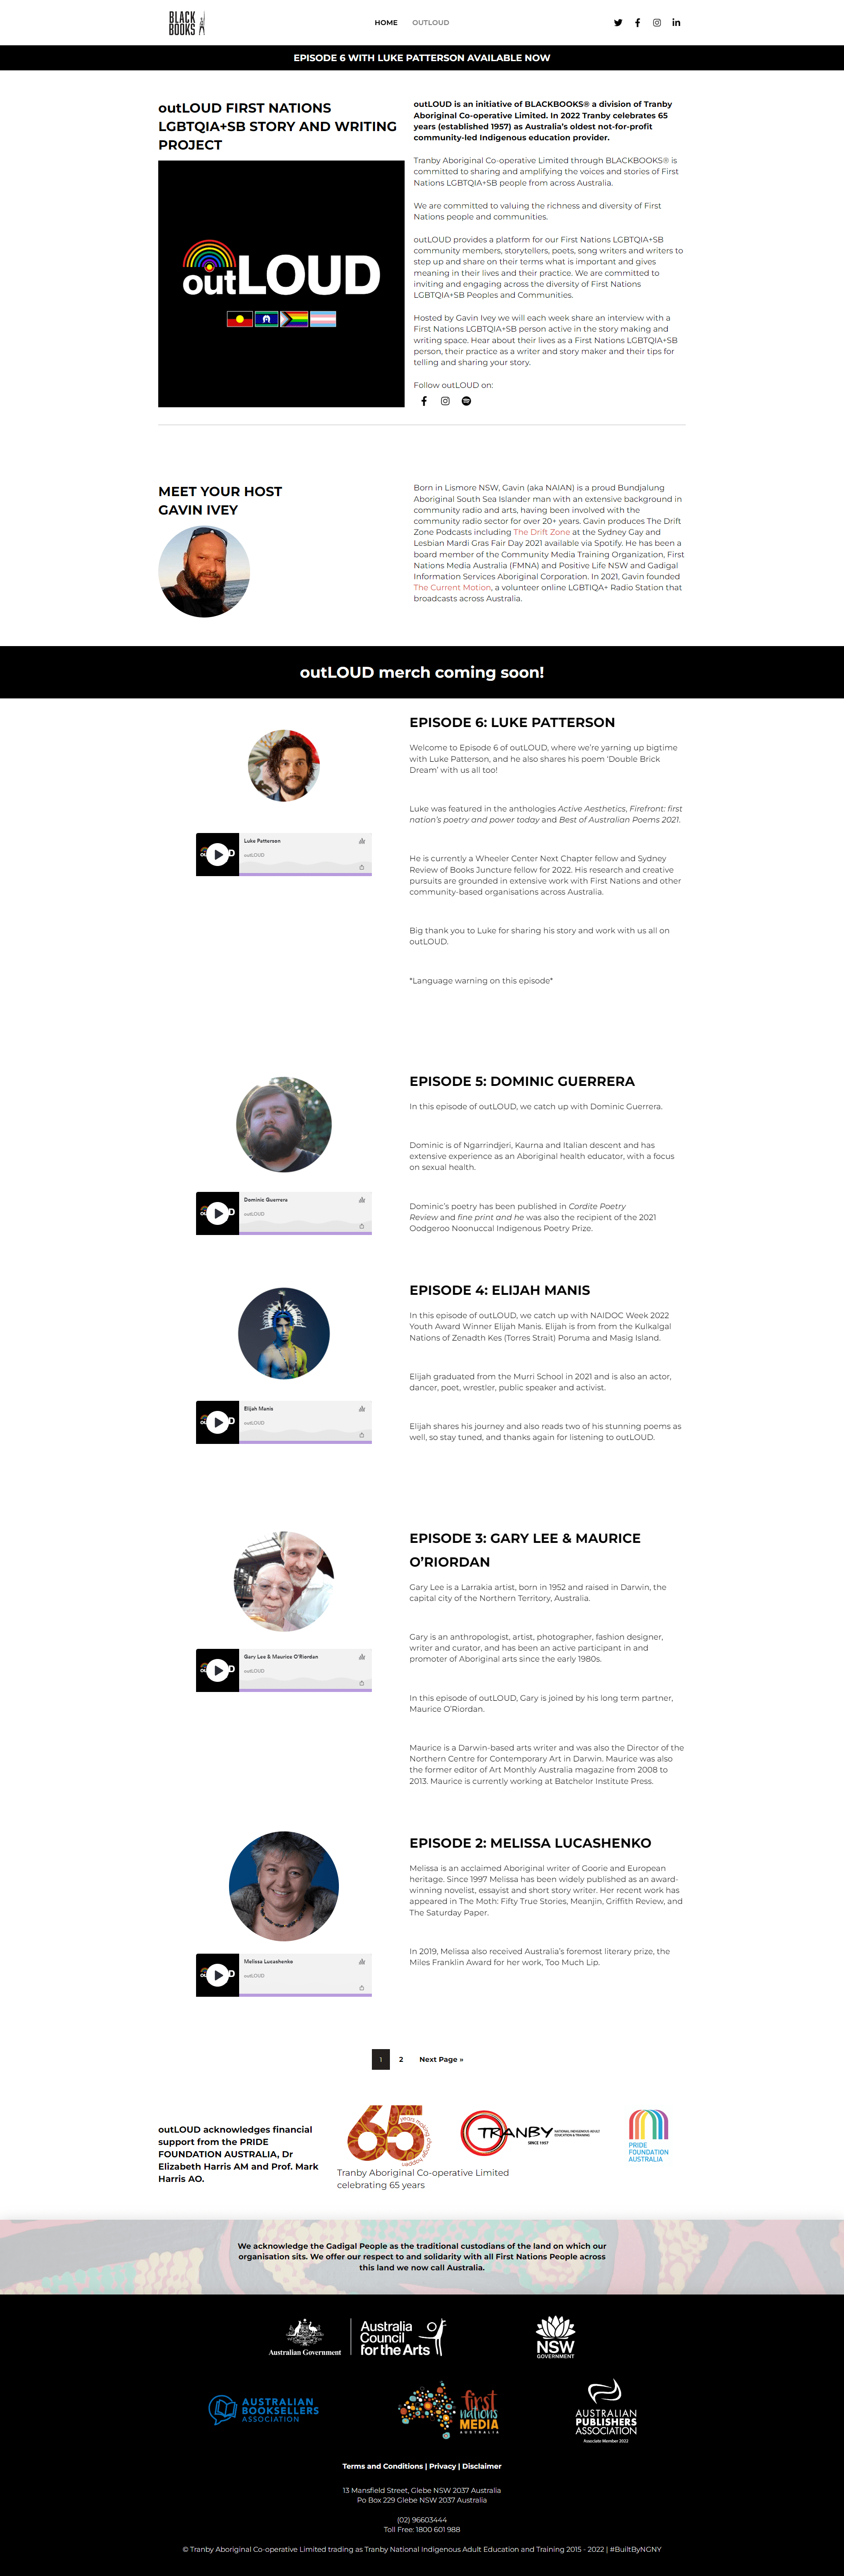 BLACK
BOOKS
HOME
OUTLOUD
EPISODE 6 WITH LUKE PATTERSON AVAILABLE NOW
outLOUD FIRST NATIONS
LGBTQIA+SB STORY AND WRITING
PROJECT
outLOUD
outLOUD is an initiative of BLACKBOOKS® a division of Tranby
Aboriginal Co-operative Limited. In 2022 Tranby celebrates 65
years (established 1957) as Australia's oldest not-for-profit
community-led Indigenous education provider.
Tranby Aboriginal Co-operative Limited through BLACKBOOKS® is
committed to sharing and amplifying the voices and stories of First
Nations LGBTQIA+SB people from across Australia.
We are committed to valuing the richness and diversity of First
Nations people and communities.
outLOUD provides a platform for our First Nations LGBTQIA+SB
community members, storytellers, poets, song writers and writers to
step up and share on their terms what is important and gives
meaning in their lives and their practice. We are committed to
inviting and engaging across the diversity of First Nations
LGBTQIA+SB Peoples and Communities.
Hosted by Gavin Ivey we will each week share an interview with a
First Nations LGBTQIA+SB person active in the story making and
writing space. Hear about their lives as a First Nations LGBTQIA+SB
person, their practice as a writer and story maker and their tips for
telling and sharing your story.
Follow outLOUD on:
MEET YOUR HOST
GAVIN IVEY
Born in Lismore NSW, Gavin (aka NAIAN) is a proud Bundjalung
Aboriginal South Sea Islander man with an extensive background in
community radio and arts, having been involved with the
community radio sector for over 20+ years. Gavin produces The Drift
Zone Podcasts including The Drift Zone at the Sydney Gay and
Lesbian Mardi Gras Fair Day 2021 available via Spotify. He has been a
board member of the Community Media Training Organization, First
Nations Media Australia (FMNA) and Positive Life NSW and Gadigal
Information Services Aboriginal Corporation. In 2021, Gavin founded
The Current Motion, a volunteer online LGBTIQA+ Radio Station that
broadcasts across Australia.
outLOUD merch coming soon!
EPISODE 6: LUKE PATTERSON
Welcome to Episode 6 of outLOUD, where we're yarning up bigtime
with Luke Patterson, and he also shares his poem 'Double Brick
Dream' with us all too!
Luke was featured in the anthologies Active Aesthetics, Firefront: first
nation's poetry and power today and Best of Australian Poems 2021.
He is currently a Wheeler Center Next Chapter fellow and Sydney
Review of Books Juncture fellow for 2022. His research and creative
pursuits are grounded in extensive work with First Nations and other
community-based organisations across Australia.
Big thank you to Luke for sharing his story and work with us all on
outLOUD.
*Language warning on this episode*
Luke Patterson
outLOUD
EPISODE 5: DOMINIC GUERRERA
In this episode of outLOUD, we catch up with Dominic Guerrera.
Dominic is of Ngarrindjeri, Kaurna and Italian descent and has
extensive experience as an Aboriginal health educator, with a focus
on sexual health.
Dominic's poetry has been published in Cordite Poetry
Review and fine print and he was also the recipient of the 2021
Oodgeroo Noonuccal Indigenous Poetry Prize.
Dominic Guerrera
outLOUD
EPISODE 4: ELIJAH MANIS
In this episode of outLOUD, we catch up with NAIDOC Week 2022
Youth Award Winner Elijah Manis. Elijah is from from the Kulkalgal
Nations of Zenadth Kes (Torres Strait) Poruma and Masig Island.
Elijah graduated from the Murri School in 2021 and is also an actor,
dancer, poet, wrestler, public speaker and activist.
Elijah shares his journey and also reads two of his stunning poems as
well, so stay tuned, and thanks again for listening to outLOUD.
Elijah Manis
outLOUD
EPISODE 3: GARY LEE & MAURICE
O'RIORDAN
Gary Lee is a Larrakia artist, born in 1952 and raised in Darwin, the
capital city of the Northern Territory, Australia.
Gary is an anthropologist, artist, photographer, fashion designer,
writer and curator, and has been an active participant in and
promoter of Aboriginal arts since the early 1980s.
In this episode of outLOUD, Gary is joined by his long term partner,
Maurice O'Riordan.
Maurice is a Darwin-based arts writer and was also the Director of the
Northern Centre for Contemporary Art in Darwin. Maurice was also
the former editor of Art Monthly Australia magazine from 2008 to
2013. Maurice is currently working at Batchelor Institute Press.
Gary Lee & Maurice O'Riordan
outLOUD
EPISODE 2: MELISSA LUCASHENKO
Melissa is an acclaimed Aboriginal writer of Goorie and European
heritage. Since 1997 Melissa has been widely published as an award-
winning novelist, essayist and short story writer. Her recent work has
appeared in The Moth: Fifty True Stories, Meanjin, Griffith Review, and
The Saturday Paper.
In 2019, Melissa also received Australia's foremost literary prize, the
Miles Franklin Award for her work, Too Much Lip.
Melissa Lucashenko
outLOUD
1
2
Next Page »
outLOUD acknowledges financial
support from the PRIDE
FOUNDATION AUSTRALIA, Dr
Elizabeth Harris AM and Prof. Mark
Harris AO.
65
years making change happen
Tranby Aboriginal Co-operative Limited
celebrating 65 years
TRANBY
SINCE 1957
NATIONAL INDIGENOUS ADULT
EDUCATION & TRAINING
PRIDE
FOUNDATION
AUSTRALIA
We acknowledge the Gadigal People as the traditional custodians of the land on which our
organisation sits. We offer our respect to and solidarity with all First Nations People across
this land we now call Australia.
Australian Government
Australia
Council
for the Arts
NSW
GOVERNMENT
AUSTRALIAN
BOOKSELLERS
ASSOCIATION
first
nations
MEDIA
AUSTRALIA
AUSTRALIAN
PUBLISHERS
ASSOCIATION
Associate Member 2022
Terms and Conditions | Privacy | Disclaimer
13 Mansfield Street, Glebe NSW 2037 Australia
Po Box 229 Glebe NSW 2037 Australia
(02) 96603444
Toll Free: 1800 601 988
© Tranby Aboriginal Co-operative Limited trading as Tranby National Indigenous Adult Education and Training 2015 - 2022 | #BuiltByNGNY